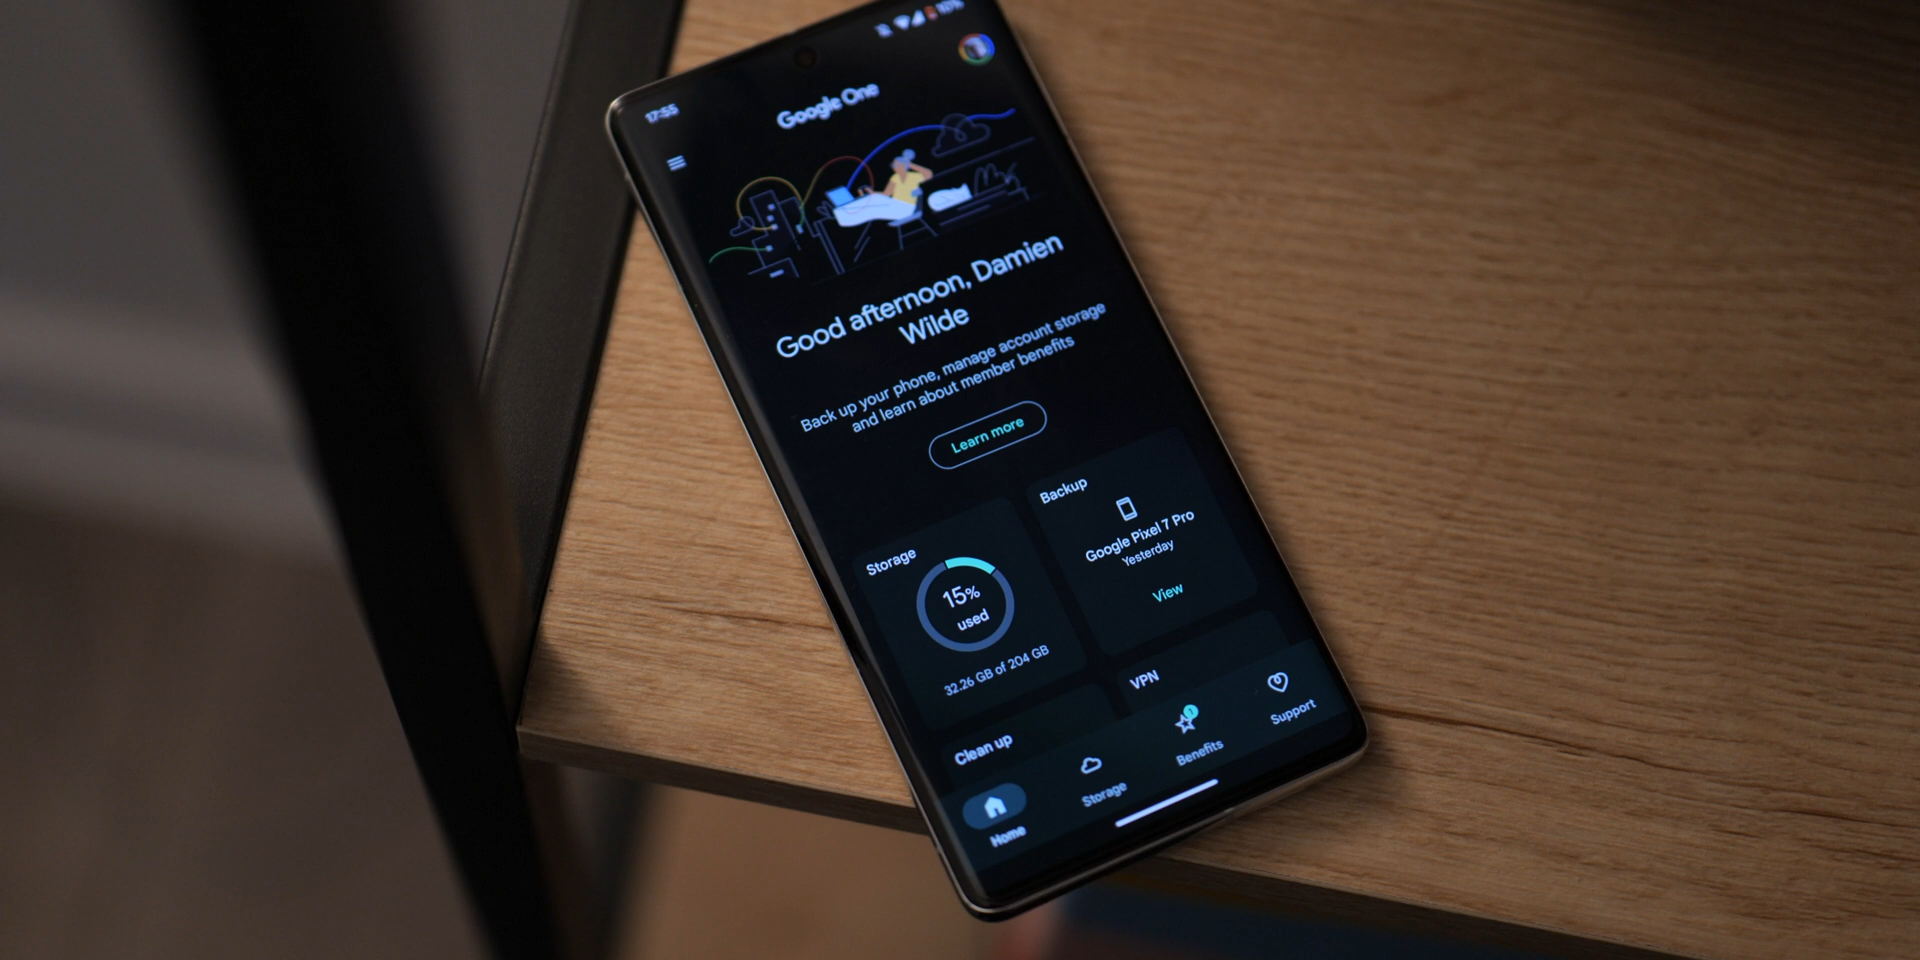 17:55
Google One
Good afternoon, Damien
Wilde
Back up your phone, manage account storage
and learn about member benefits
Learn more
Storage
15%
used
32.26 GB of 204 GB
Backup
Google Pixel 7 Pro
Yesterday
View
Clean up
VPN
Home
Storage
1
Benefits
Support